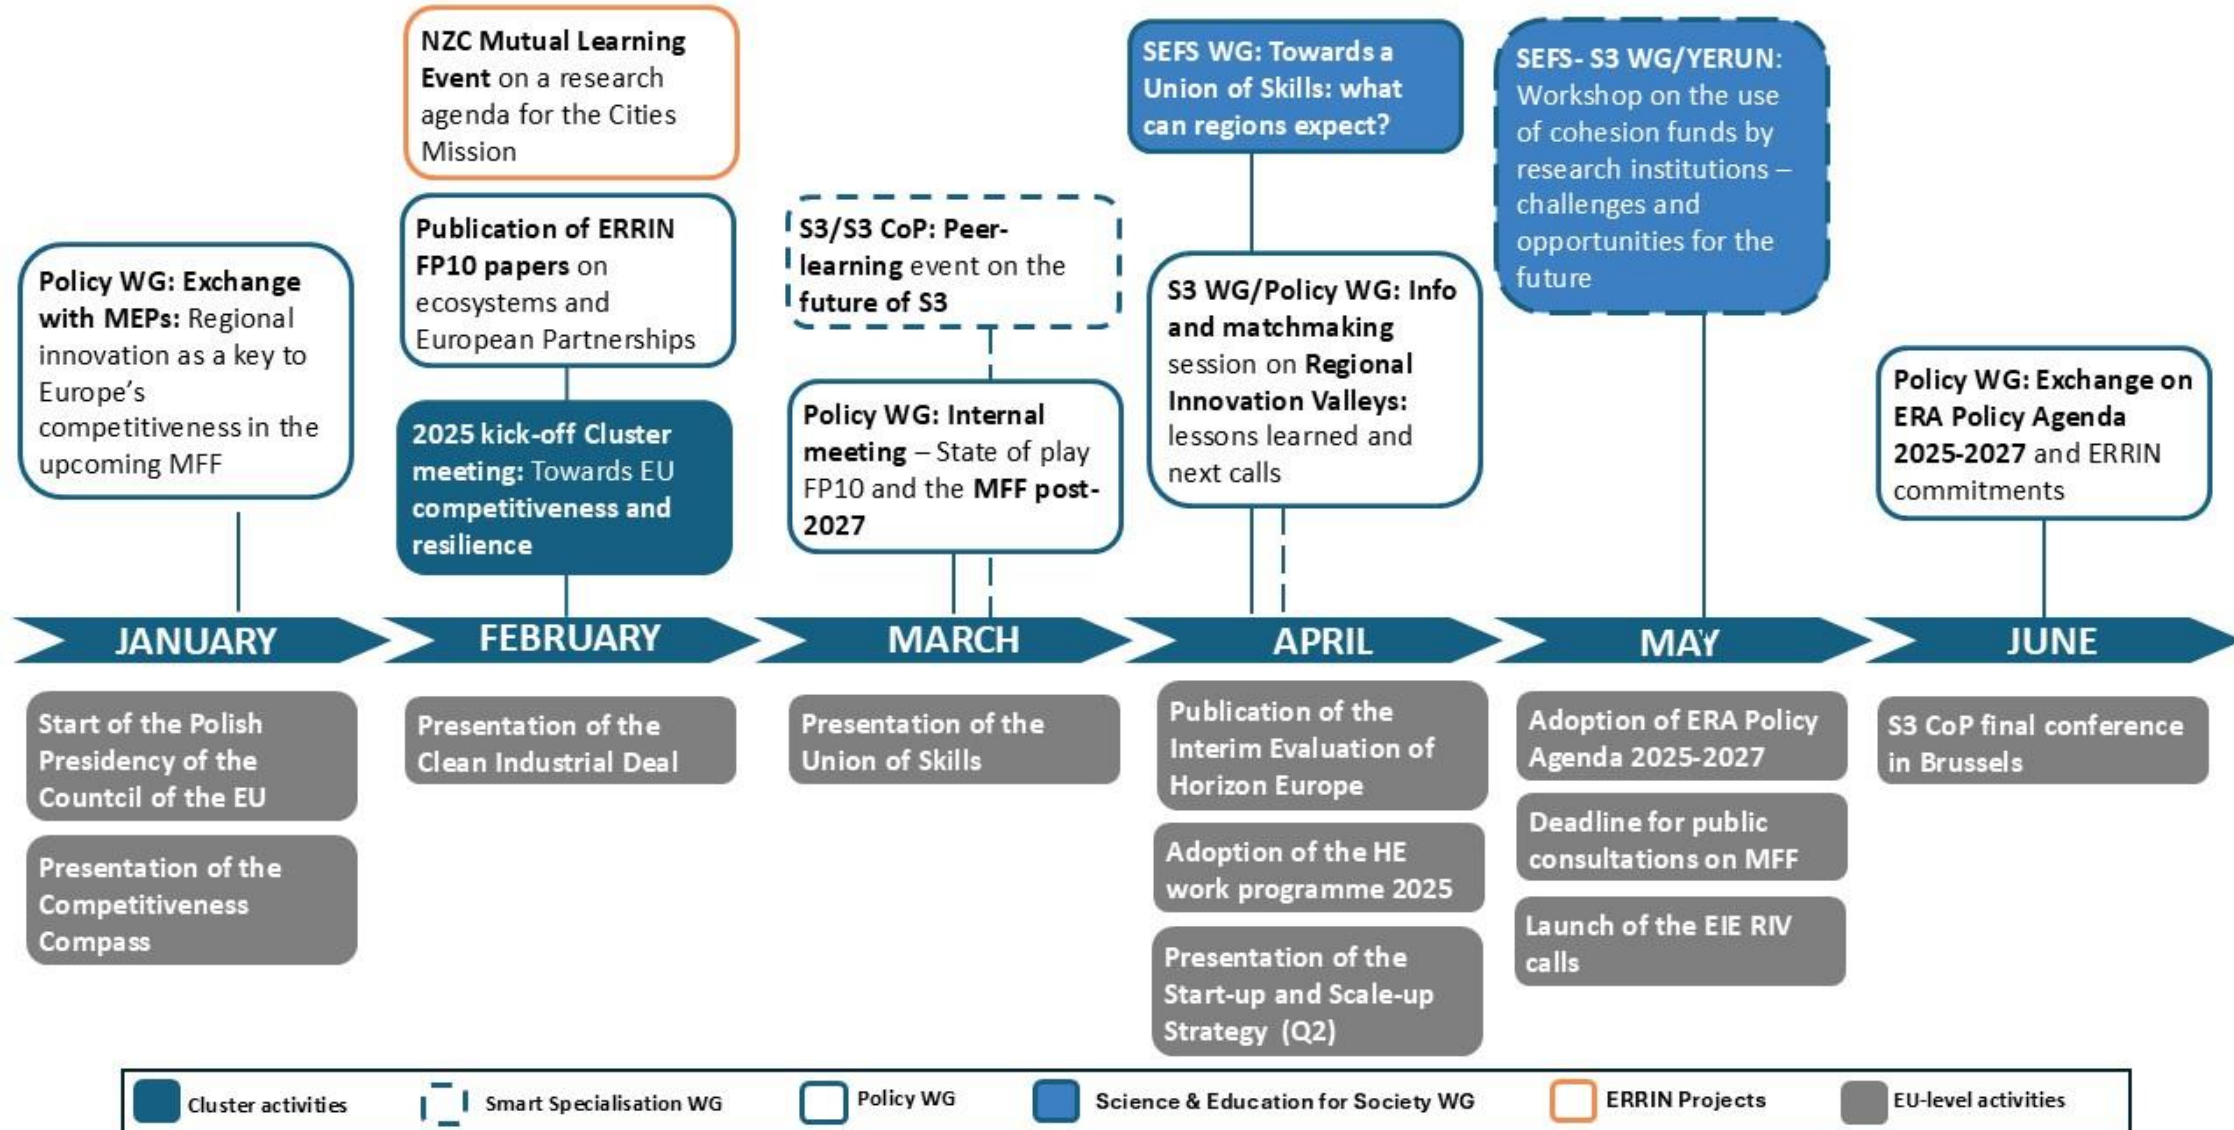 NZC Mutual Learning
Event on a research
agenda for the Cities
Mission
SEFS WG: Towards a
Union of Skills: what
can regions expect?
SEFS- S3 WG/YERUN:
Workshop on the use
of cohesion funds by
research institutions –
challenges and
opportunities for the
future
Policy WG: Exchange
with MEPs: Regional
innovation as a key to
Europe’s
competitiveness in the
upcoming MFF
Publication of ERRIN
FP10 papers on
ecosystems and
European Partnerships
2025 kick-off Cluster
meeting: Towards EU
competitiveness and
resilience
S3/S3 CoP: Peer-
learning event on the
future of S3
Policy WG: Internal
meeting – State of play
FP10 and the MFF post-
2027
S3 WG/Policy WG: Info
and matchmaking
session on Regional
Innovation Valleys:
lessons learned and
next calls
Policy WG: Exchange on
ERA Policy Agenda
2025-2027 and ERRIN
commitments
JANUARY
FEBRUARY
MARCH
APRIL
MAY
JUNE
Start of the Polish
Presidency of the
Countcil of the EU
Presentation of the
Competitiveness
Compass
Presentation of the
Clean Industrial Deal
Presentation of the
Union of Skills
Publication of the
Interim Evaluation of
Horizon Europe
Adoption of the HE
work programme 2025
Presentation of the
Start-up and Scale-up
Strategy (Q2)
Adoption of ERA Policy
Agenda 2025-2027
Deadline for public
consultations on MFF
Launch of the EIE RIV
calls
S3 CoP final conference
in Brussels
Cluster activities
Smart Specialisation WG
Policy WG
Science & Education for Society WG
ERRIN Projects
EU-level activities